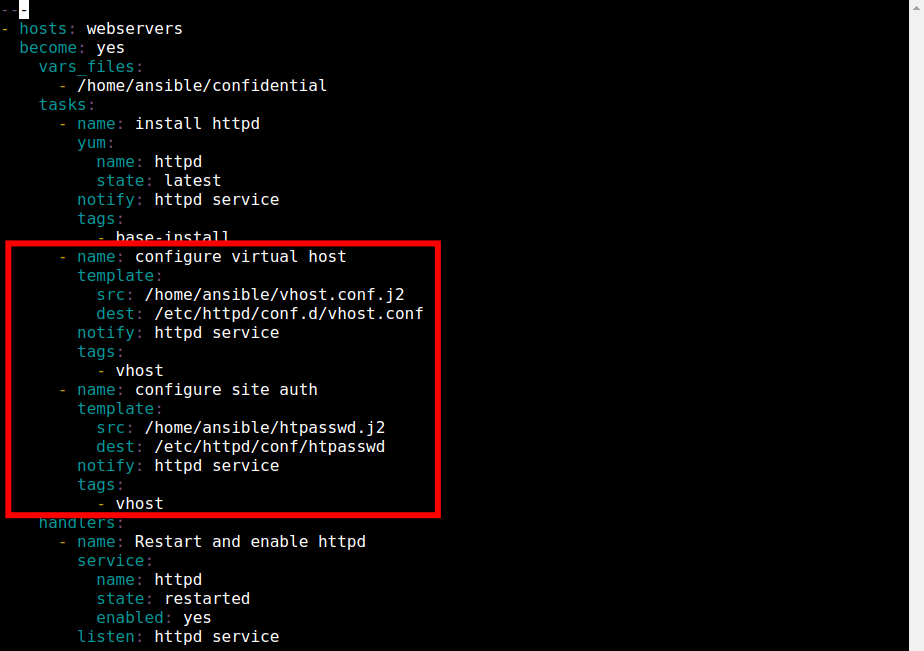 ---
- hosts: webservers
  become: yes
    vars_files:
      - /home/ansible/confidential
    tasks:
      - name: install httpd
        yum:
          name: httpd
          state: latest
        notify: httpd service
        tags:
          - base-install
      - name: configure virtual host
        template:
          src: /home/ansible/vhost.conf.j2
          dest: /etc/httpd/conf.d/vhost.conf
        notify: httpd service
        tags:
          - vhost
      - name: configure site auth
        template:
          src: /home/ansible/htpasswd.j2
          dest: /etc/httpd/conf/htpasswd
        notify: httpd service
        tags:
          - vhost
    handlers:
      - name: Restart and enable httpd
        service:
          name: httpd
          state: restarted
          enabled: yes
        listen: httpd service